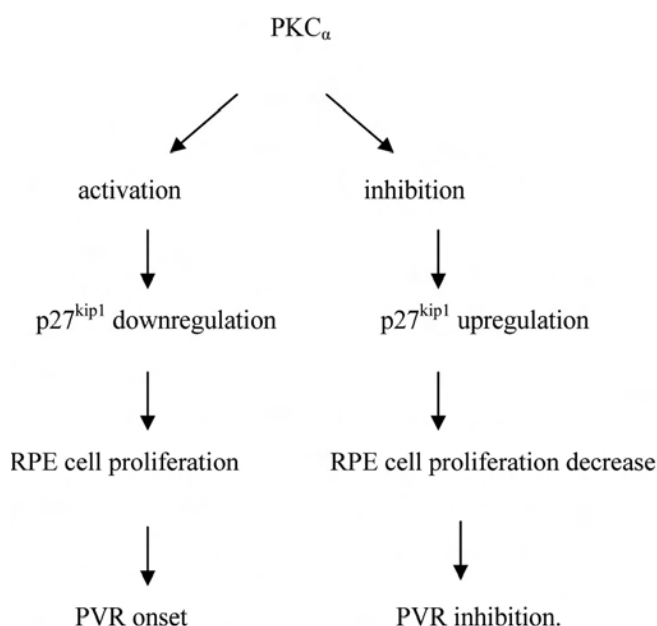 PKCα
activation inhibition
p27kip1 downregulation p27kip1 upregulation
RPE cell proliferation RPE cell proliferation decrease
PVR onset PVR inhibition.